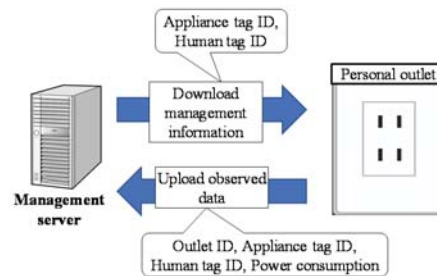 Appliance tag ID,
Human tag ID
Personal outlet
Download
management
information
Upload observed
data
Management
server
Outlet ID, Appliance tag ID,
Human tag ID, Power consumption